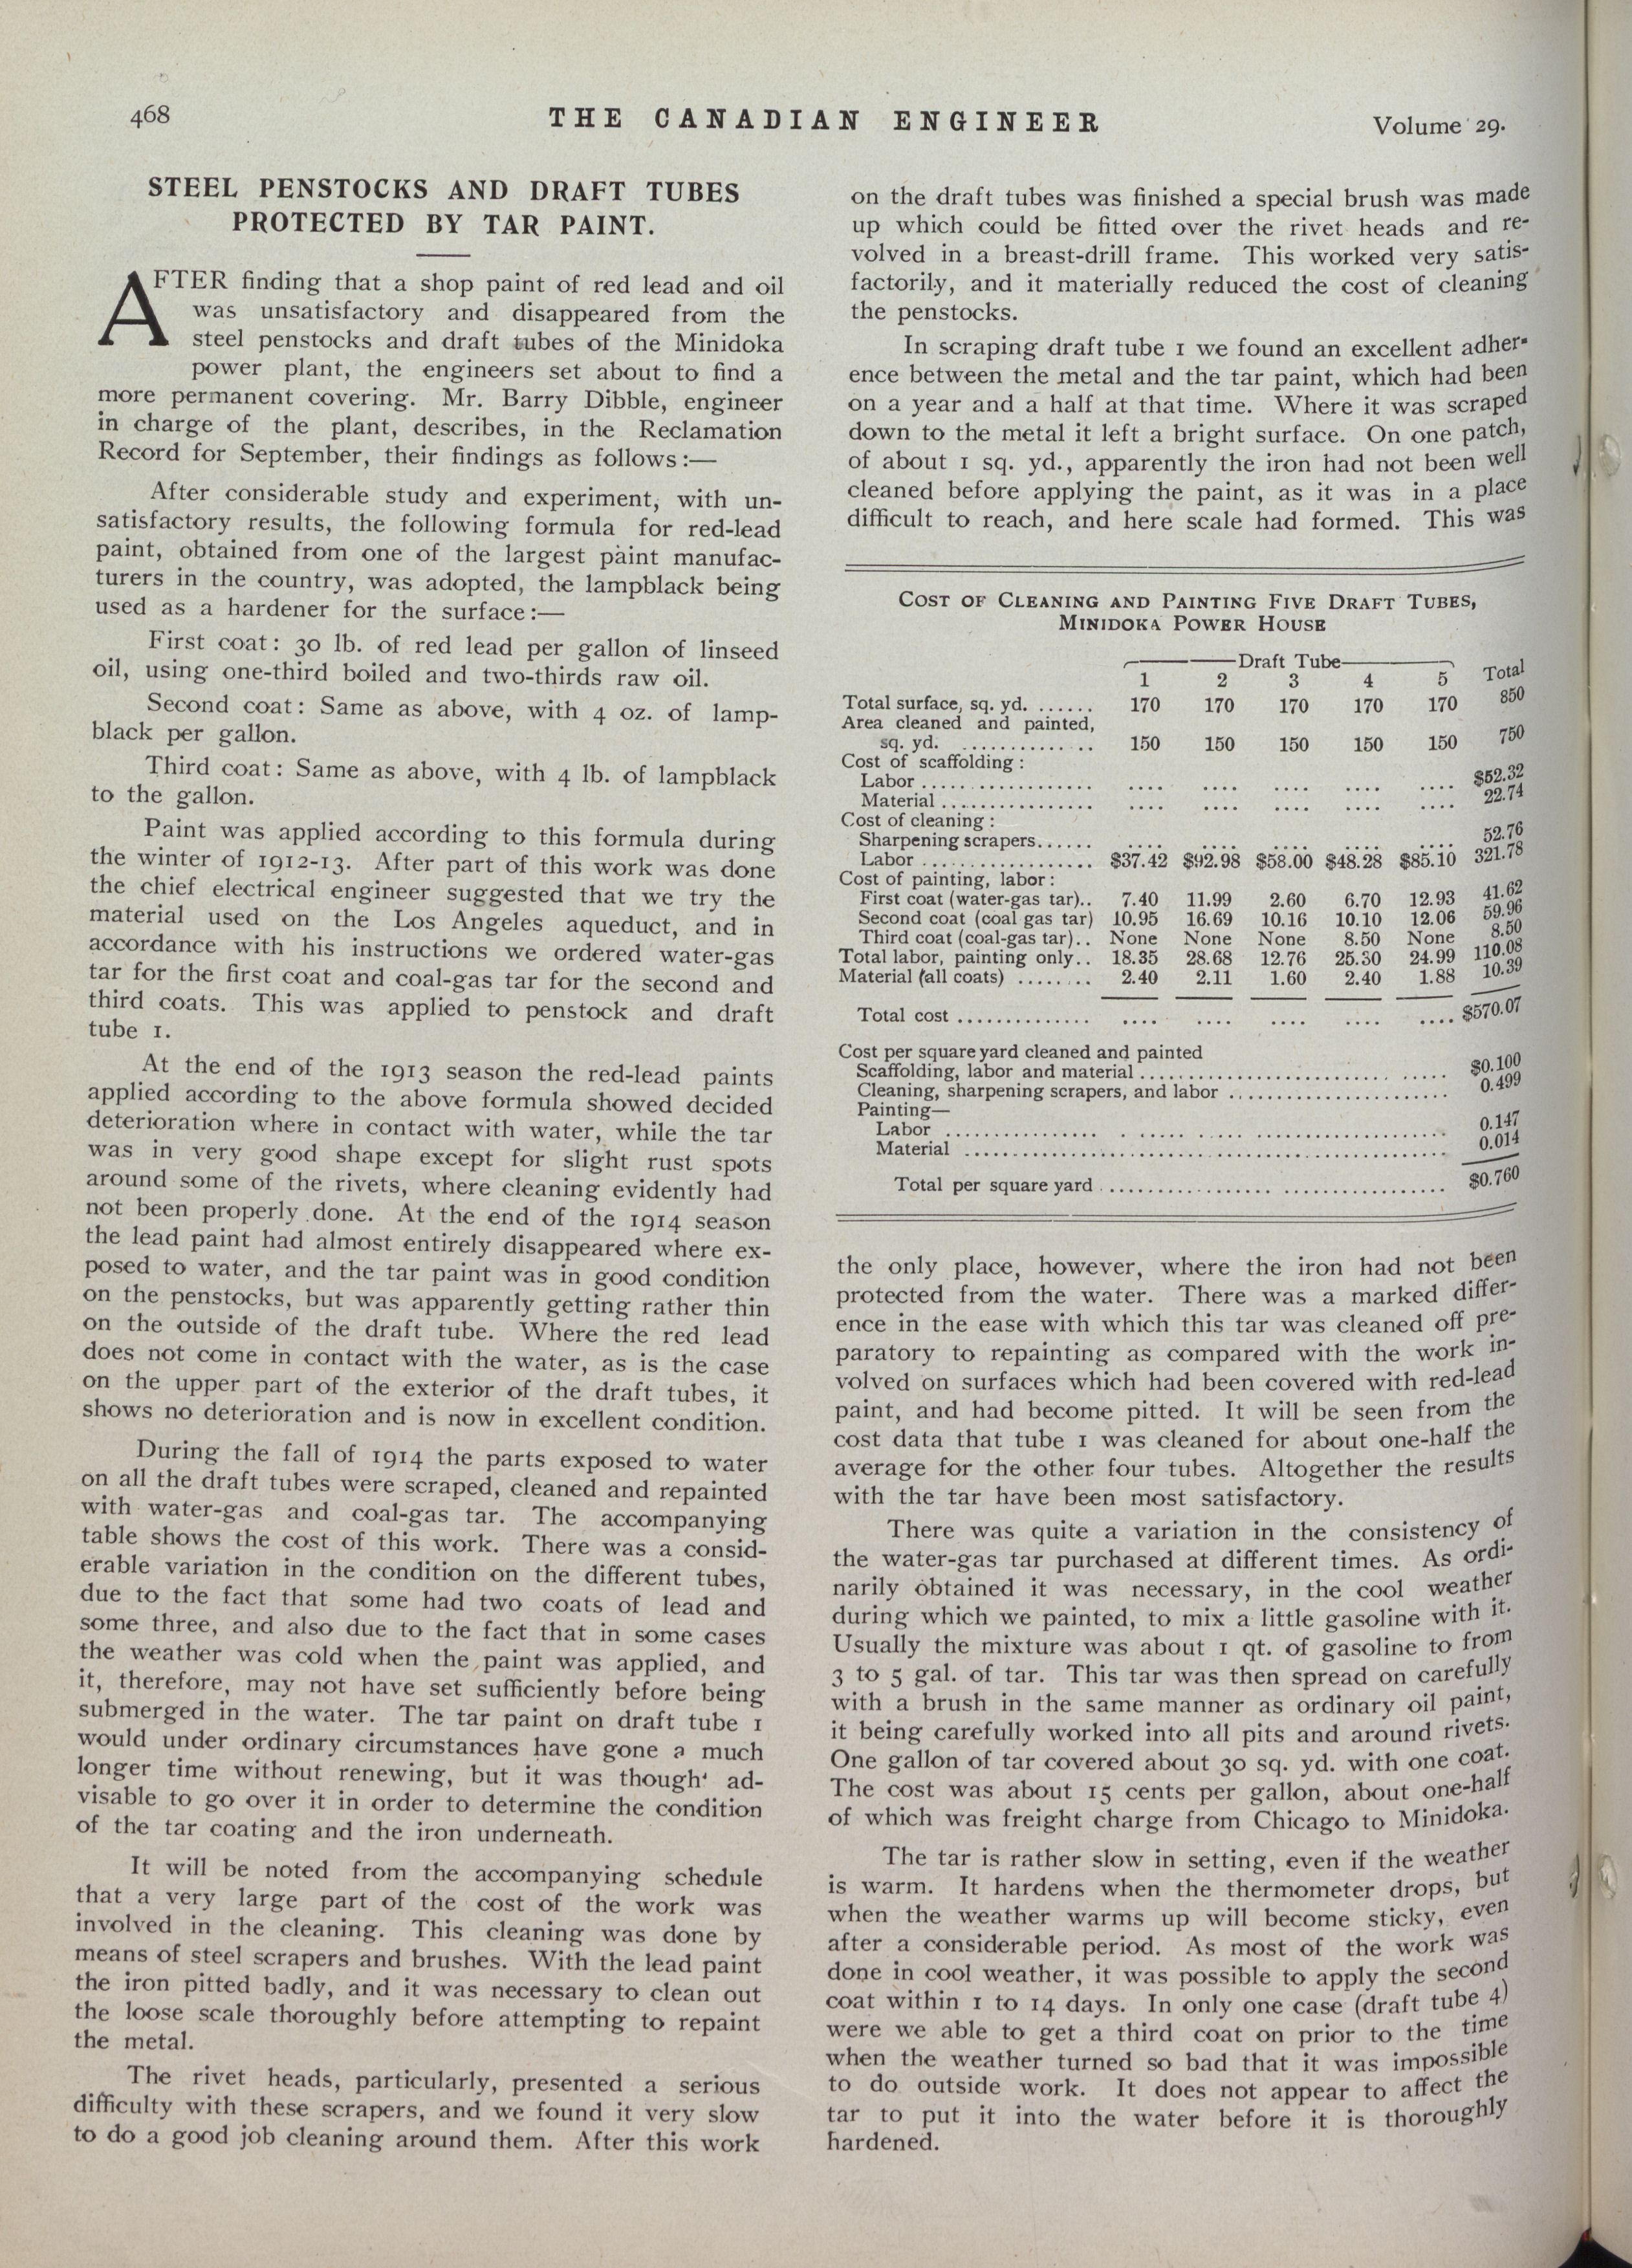 468
THE CANADIAN ENGINEER
Volume 29.
STEEL PENSTOCKS AND DRAFT TUBES
PROTECTED BY TAR PAINT.
AFTER finding that a shop paint of red lead and oil
was unsatisfactory and disappeared from the
steel penstocks and draft tubes of the Minidoka
power plant, the engineers set about to find a
more permanent covering. Mr. Barry Dibble, engineer
in charge of the plant, describes, in the Reclamation
Record for September, their findings as follows:—
After considerable study and experiment, with un-
satisfactory results, the following formula for red-lead
paint, obtained from one of the largest paint manufac-
turers in the country, was adopted, the lampblack being
used as a hardener for the surface:—
First coat: 30 lb. of red lead per gallon of linseed
oil, using one-third boiled and two-thirds raw oil.
Second coat: Same as above, with 4 oz. of lamp-
black per gallon.
Third coat: Same as above, with 4 lb. of lampblack
to the gallon.
Paint was applied according to this formula during
the winter of 1912-13. After part of this work was done
the chief electrical engineer suggested that we try the
material used on the Los Angeles aqueduct, and in
accordance with his instructions we ordered water-gas
tar for the first coat and coal-gas tar for the second and
third coats. This was applied to penstock and draft
tube 1.
At the end of the 1913 season the red-lead paints
applied according to the above formula showed decided
deterioration where in contact with water, while the tar
was in very good shape except for slight rust spots
around some of the rivets, where cleaning evidently had
not been properly done. At the end of the 1914 season
the lead paint had almost entirely disappeared where ex-
posed to water, and the tar paint was in good condition
on the penstocks, but was apparently getting rather thin
on the outside of the draft tube. Where the red lead
does not come in contact with the water, as is the case
on the upper part of the exterior of the draft tubes, it
shows no deterioration and is now in excellent condition.
During the fall of 1914 the parts exposed to water
on all the draft tubes were scraped, cleaned and repainted
with water-gas and coal-gas tar. The accompanying
table shows the cost of this work. There was a consid-
erable variation in the condition on the different tubes,
due to the fact that some had two coats of lead and
some three, and also due to the fact that in some cases
the weather was cold when the paint was applied, and
it, therefore, may not have set sufficiently before being
submerged in the water. The tar paint on draft tube 1
would under ordinary circumstances have gone a much
longer time without renewing, but it was though' ad-
visable to go over it in order to determine the condition
of the tar coating and the iron underneath.
It will be noted from the accompanying schedule
that a very large part of the cost of the work was
involved in the cleaning. This cleaning was done by
means of steel scrapers and brushes. With the lead paint
the iron pitted badly, and it was necessary to clean out
the loose scale thoroughly before attempting to repaint
the metal.
The rivet heads, particularly, presented a serious
difficulty with these scrapers, and we found it very slow
to do a good job cleaning around them. After this work
on the draft tubes was finished a special brush was made
up which could be fitted over the rivet heads and re-
volved in a breast-drill frame. This worked very satis-
factorily, and it materially reduced the cost of cleaning
the penstocks.
In scraping draft tube 1 we found an excellent adher-
ence between the metal and the tar paint, which had been
on a year and a half at that time. Where it was scraped
down to the metal it left a bright surface. On one patch,
of about 1 sq. yd., apparently the iron had not been well
cleaned before applying the paint, as it was in a place
difficult to reach, and here scale had formed. This was
COST OF CLEANING AND PAINTING FIVE DRAFT TUBES,
MINIDOKA POWER HOUSE
Draft Tube
1 2 3 4 5 Total
Total surface, sq. yd. ...... 170 170 170 170 170 850
Area cleaned and painted,
sq. yd. .............. 150 150 150 150 150 750
Cost of scaffolding:
Labor .................. .... .... .... .... .... $52.32
Material ................ .... .... .... .... .... 22.74
Cost of cleaning:
Sharpening scrapers...... .... .... .... .... .... 52.76
Labor .................. $37.42 $92.98 $58.00 $48.28 $85.10 321.78
Cost of painting, labor:
First coat (water-gas tar).. 7.40 11.99 2.60 6.70 12.93 41.62
Second coat (coal gas tar) 10.95 16.69 10.16 10.10 12.06 59.96
Third coat (coal-gas tar).. None None None 8.50 None 8.50
Total labor, painting only.. 18.35 28.68 12.76 25.30 24.99 110.08
Material (all coats) ........ 2.40 2.11 1.60 2.40 1.88 10.39
Total cost .............. .... .... .... .... .... $570.07
Cost per square yard cleaned and painted
Scaffolding, labor and material ................................ $0.100
Cleaning, sharpening scrapers, and labor ........................ 0.499
Painting—
Labor ................................................ 0.147
Material ................................................ 0.014
Total per square yard ................................ $0.760
the only place, however, where the iron had not been
protected from the water. There was a marked differ-
ence in the ease with which this tar was cleaned off pre-
paratory to repainting as compared with the work in-
volved on surfaces which had been covered with red-lead
paint, and had become pitted. It will be seen from the
cost data that tube 1 was cleaned for about one-half the
average for the other four tubes. Altogether the results
with the tar have been most satisfactory.
There was quite a variation in the consistency of
the water-gas tar purchased at different times. As ordi-
narily obtained it was necessary, in the cool weather
during which we painted, to mix a little gasoline with it.
Usually the mixture was about 1 qt. of gasoline to from
3 to 5 gal. of tar. This tar was then spread on carefully
with a brush in the same manner as ordinary oil paint,
it being carefully worked into all pits and around rivets.
One gallon of tar covered about 30 sq. yd. with one coat.
The cost was about 15 cents per gallon, about one-half
of which was freight charge from Chicago to Minidoka.
The tar is rather slow in setting, even if the weather
is warm. It hardens when the thermometer drops, but
when the weather warms up will become sticky, even
after a considerable period. As most of the work was
done in cool weather, it was possible to apply the second
coat within 1 to 14 days. In only one case (draft tube 4)
were we able to get a third coat on prior to the time
when the weather turned so bad that it was impossible
to do outside work. It does not appear to affect the
tar to put it into the water before it is thoroughly
hardened.